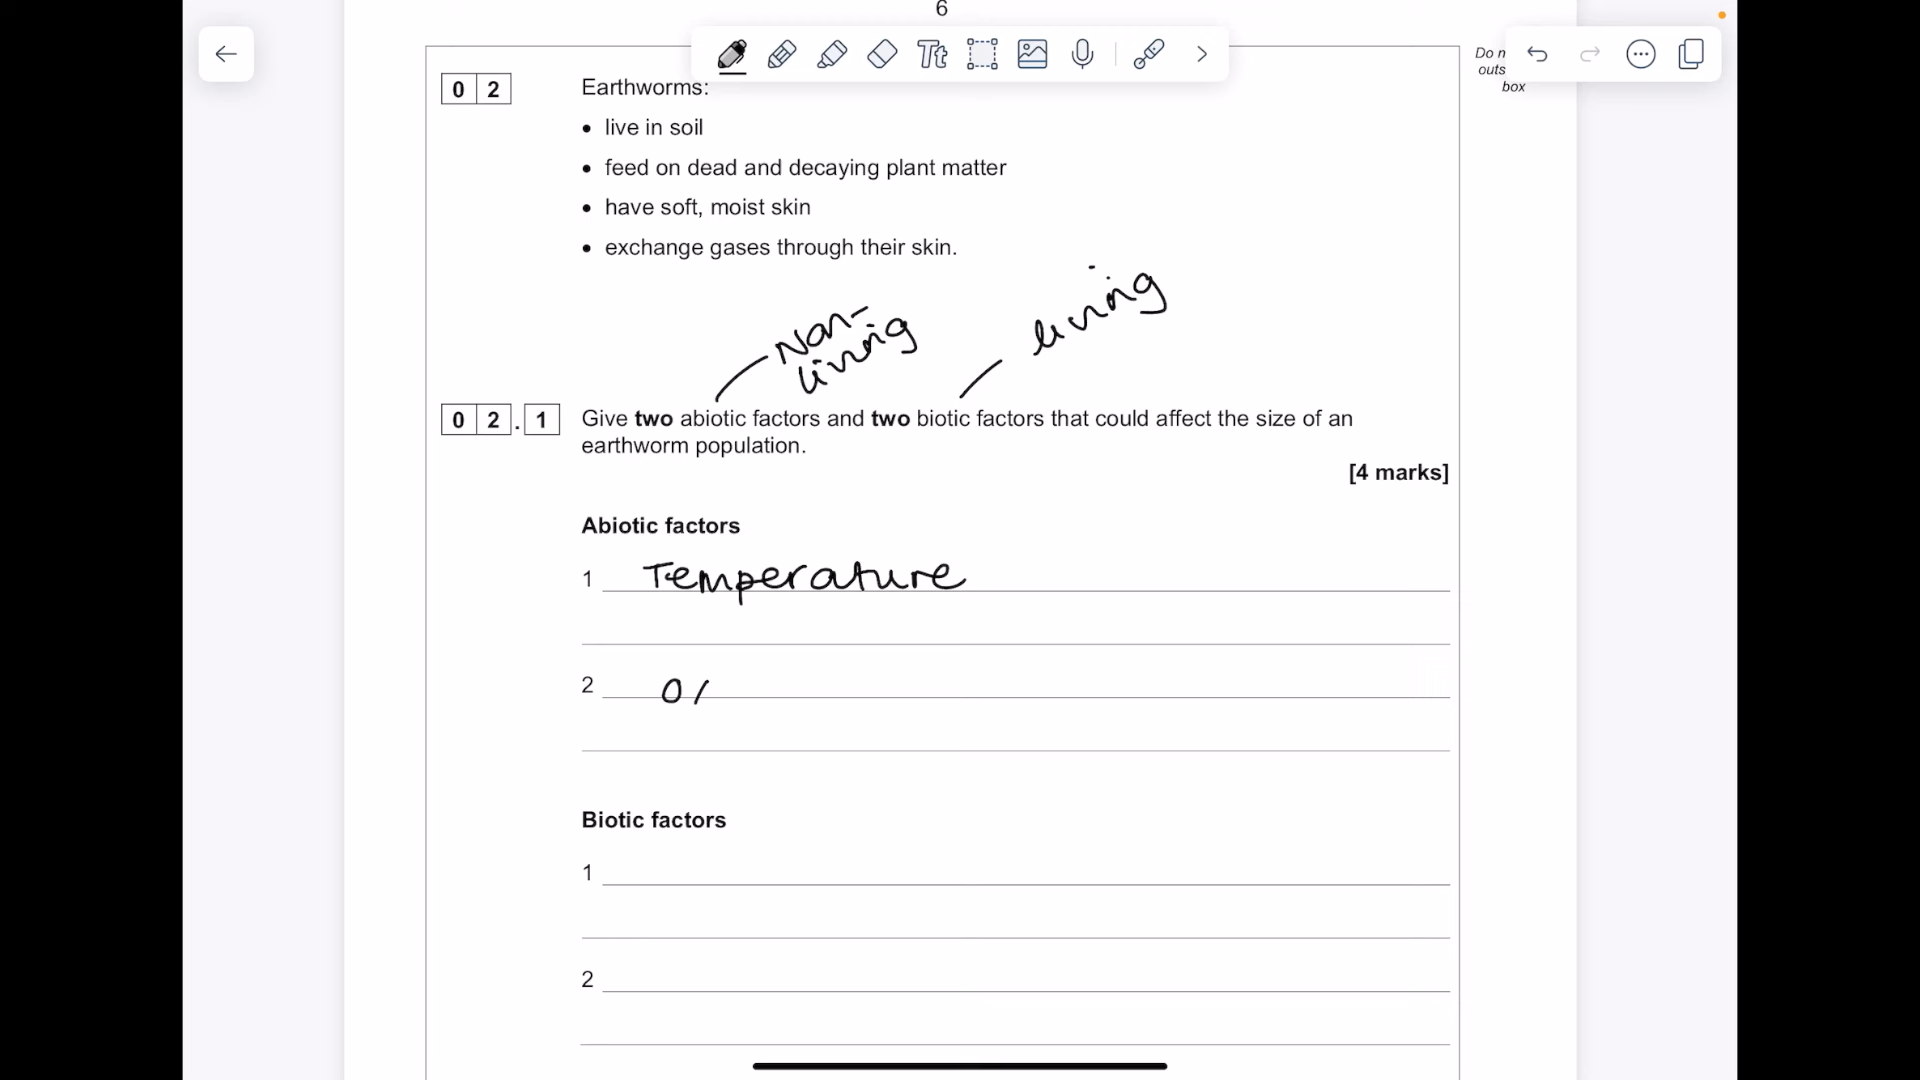 6
Do n
outs
box
0 2 Earthworms:
• live in soil
• feed on dead and decaying plant matter
• have soft, moist skin
• exchange gases through their skin.
Non-
living
living
0 2 . 1 Give two abiotic factors and two biotic factors that could affect the size of an
earthworm population.
[4 marks]
Abiotic factors
1 Temperature
2 0
Biotic factors
1
2
Tt